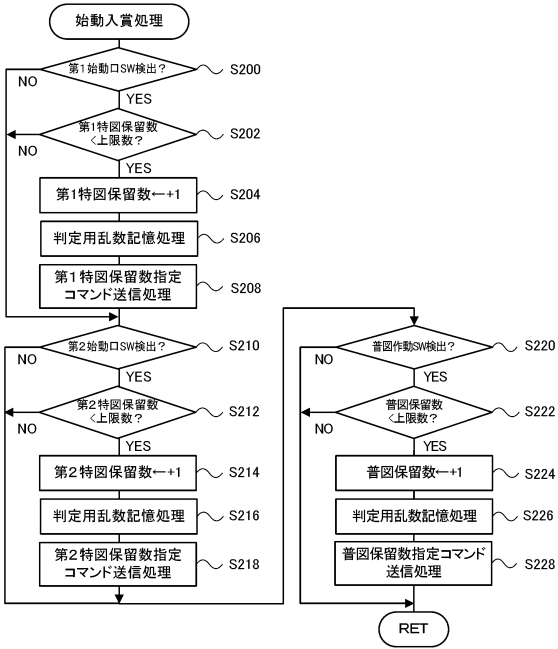 始動入賞処理
第1始動口SW検出?
S200
NO
YES
第1特図保留数
<上限数?
S202
NO
YES
第1特図保留数←+1
S204
判定用乱数記憶処理
S206
第1特図保留数指定
コマンド送信処理
S208
第2始動口SW検出?
S210
NO
YES
第2特図保留数
<上限数?
S212
NO
YES
第2特図保留数←+1
S214
判定用乱数記憶処理
S216
第2特図保留数指定
コマンド送信処理
S218
普図作動SW検出?
S220
NO
YES
普図保留数
<上限数?
S222
NO
YES
普図保留数←+1
S224
判定用乱数記憶処理
S226
普図保留数指定コマンド
送信処理
S228
RET